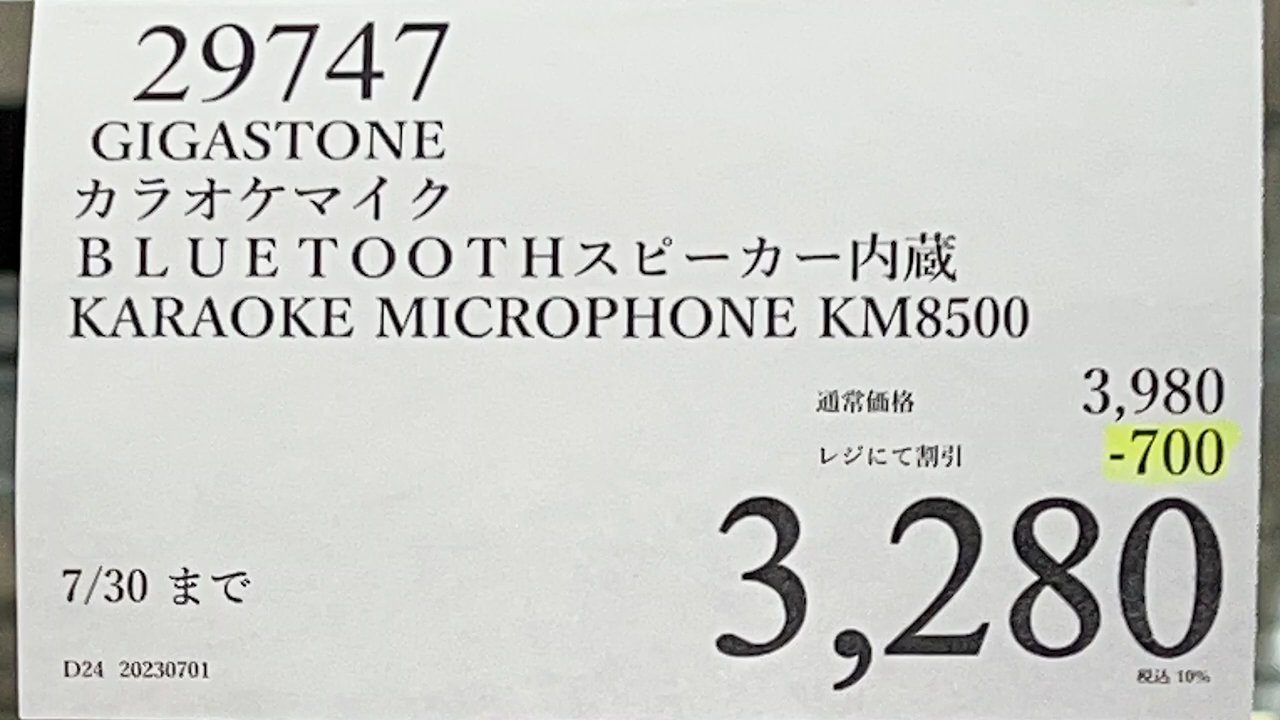 29747
GIGASTONE
カラオケマイク
ＢＬＵＥＴＯＯＴＨスピーカー内蔵
KARAOKE MICROPHONE KM8500
通常価格 3,980
レジにて割引 -700
3,280
税込 10%
7/30 まで
D24 20230701